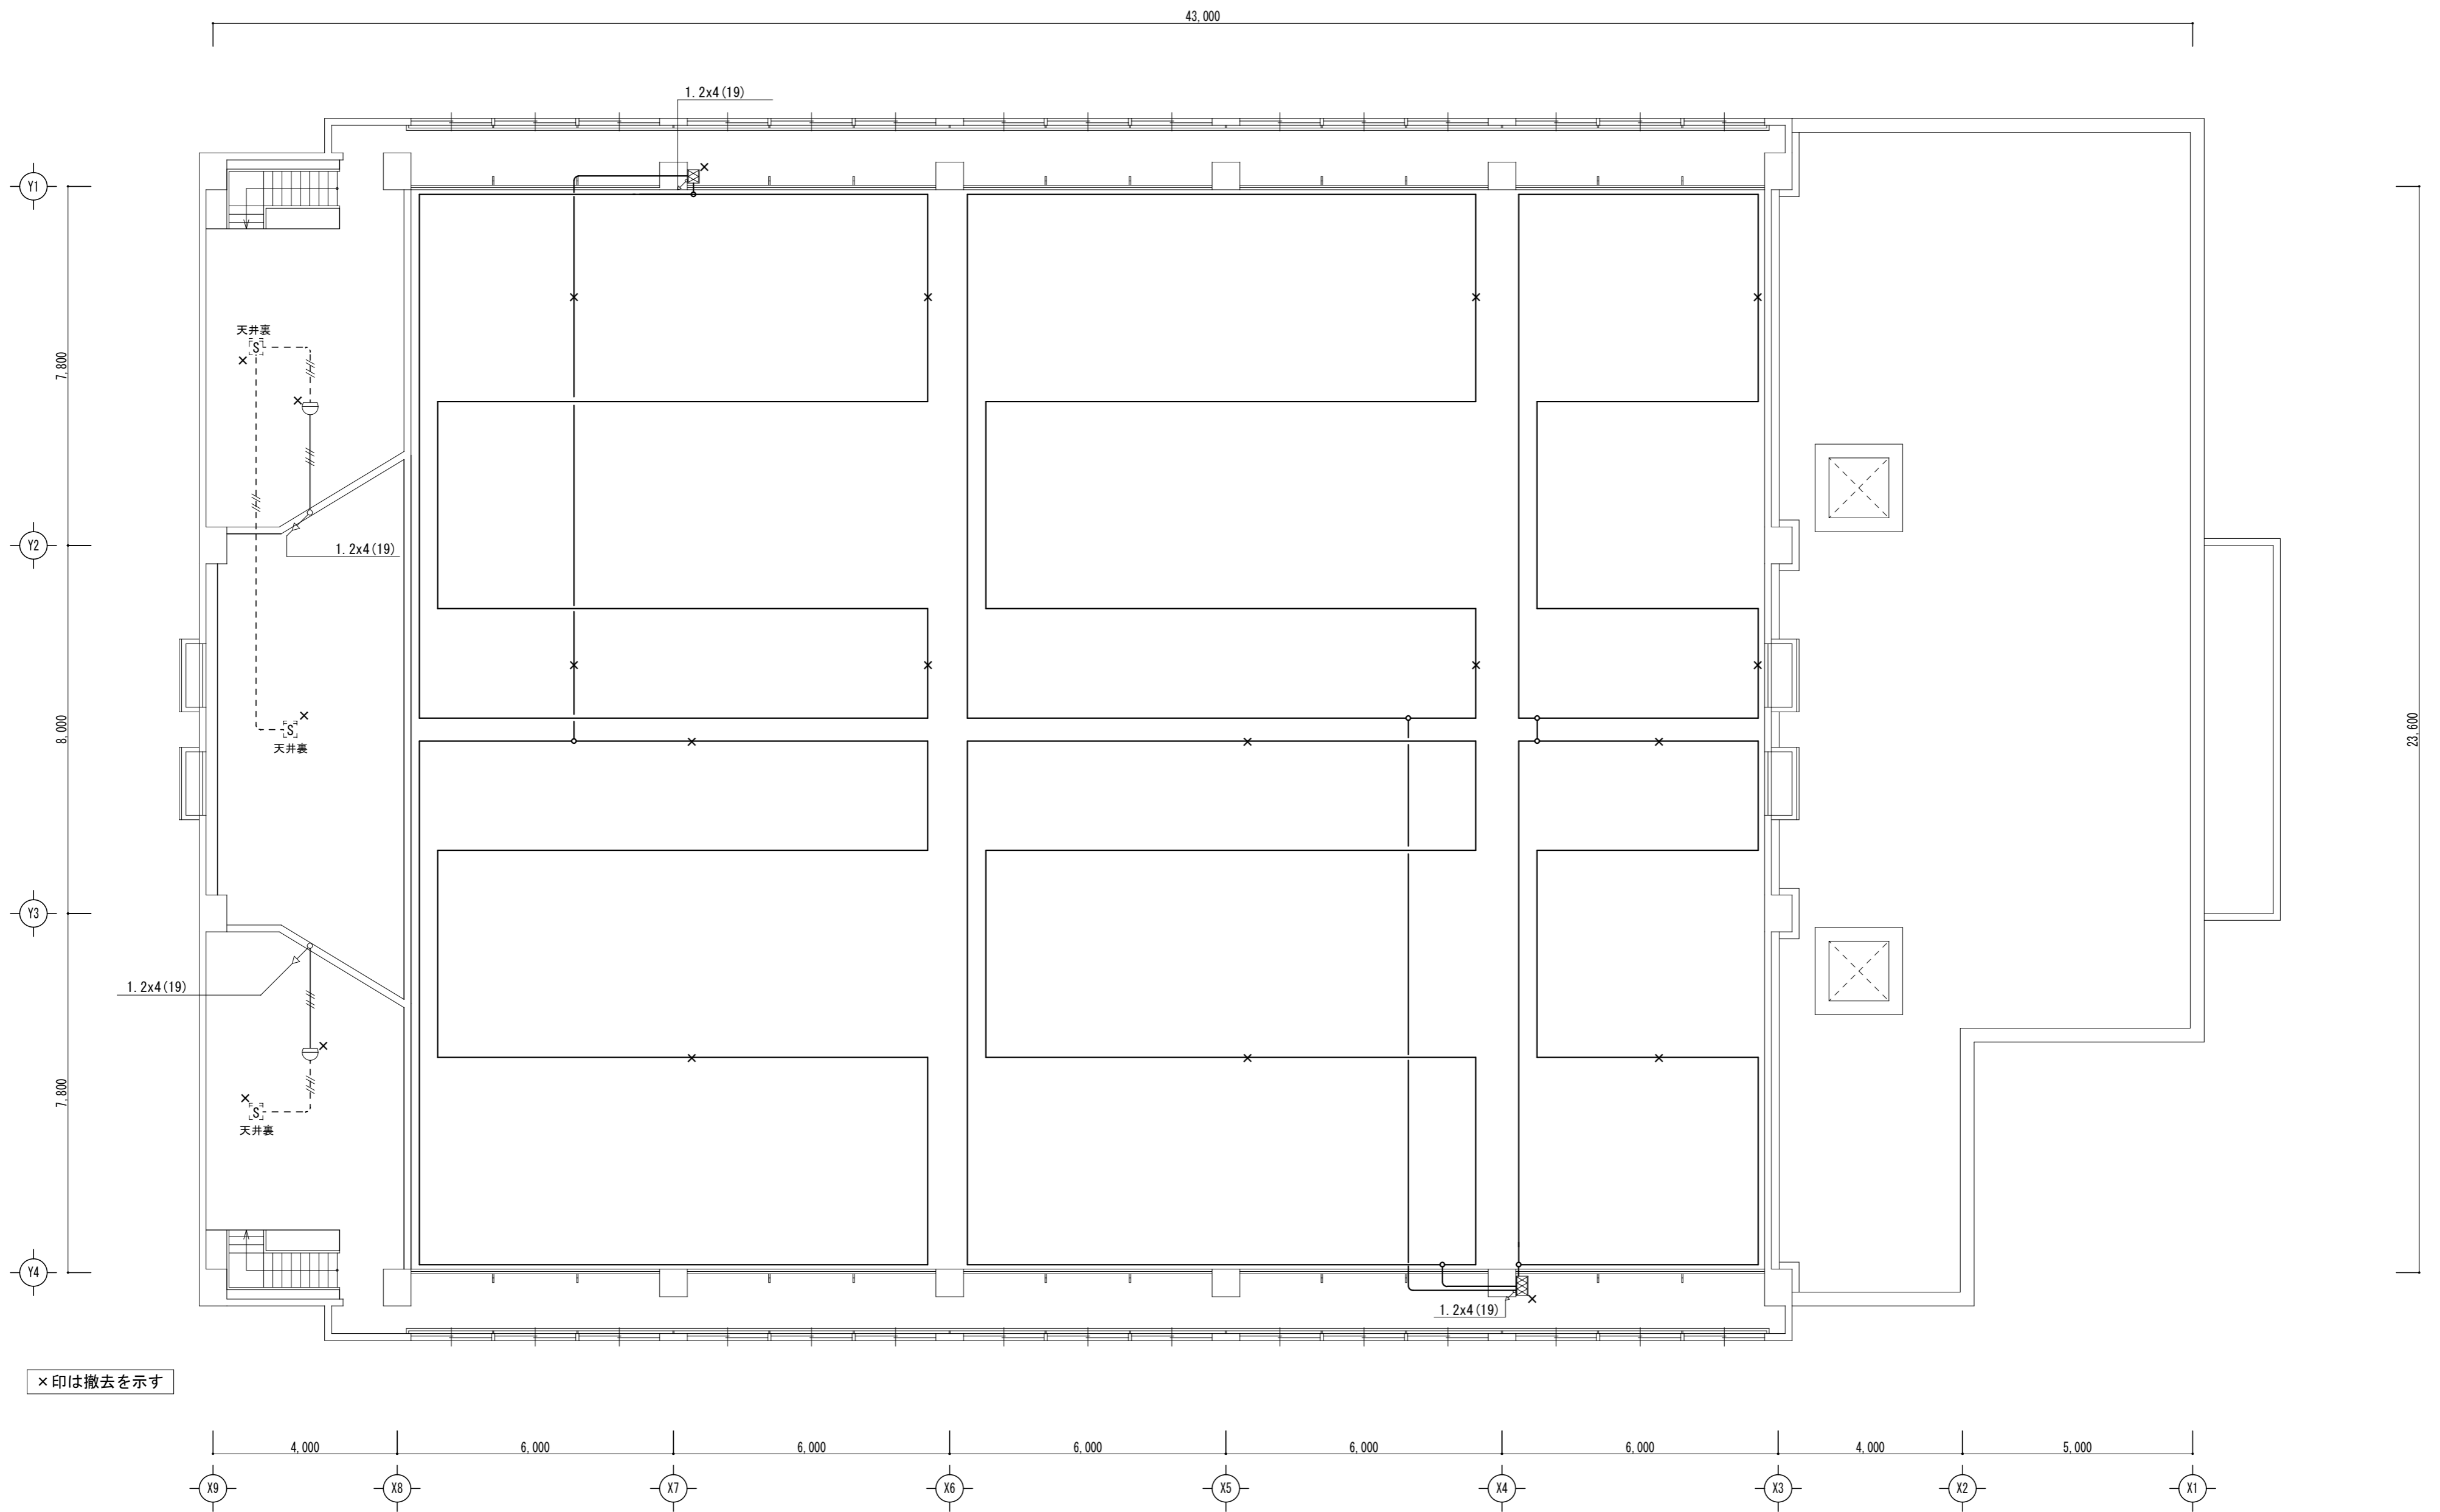 43,000
1.2x4(19)
Y1
天井裏
S
7,800
Y2
1.2x4(19)
8,000
23,600
S
天井裏
Y3
1.2x4(19)
7,800
S
天井裏
Y4
1.2x4(19)
×印は撤去を示す
4,000 6,000 6,000 6,000 6,000 6,000 4,000 5,000
X9 X8 X7 X6 X5 X4 X3 X2 X1